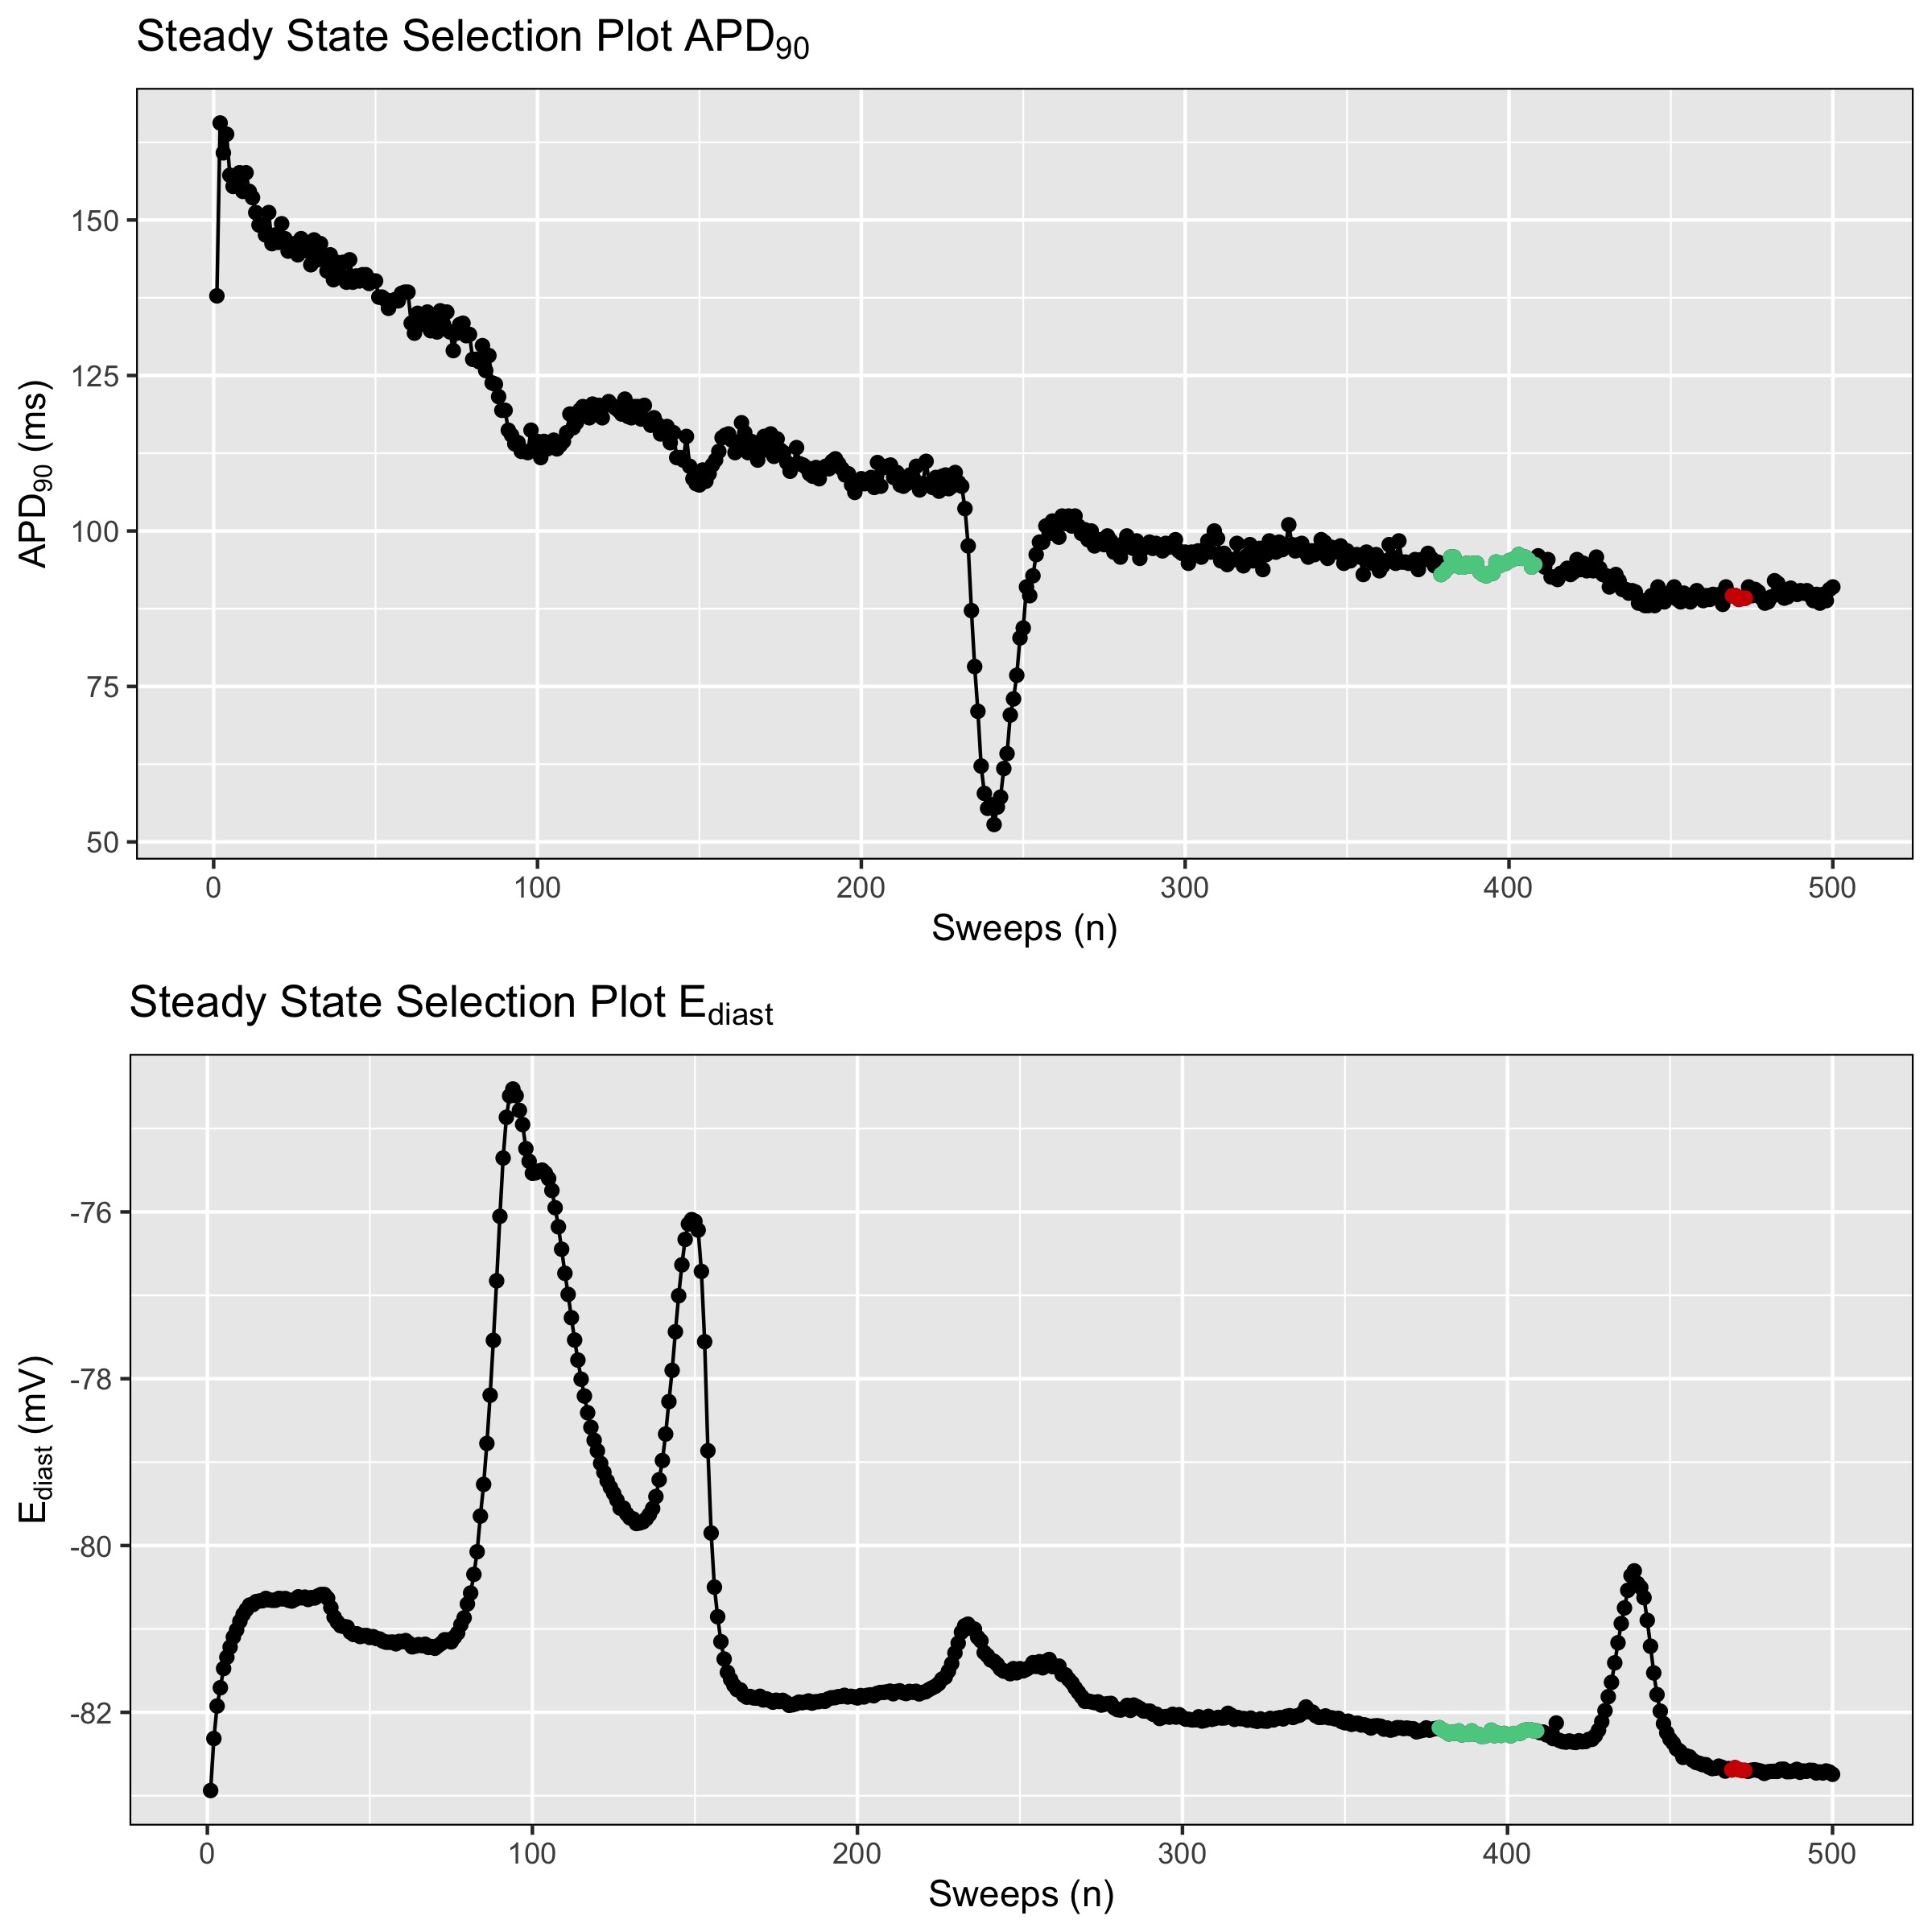 Steady State Selection Plot APD90
APD90 (ms)
150
125
100
75
50
0 100 200 300 400 500
Sweeps (n)
Steady State Selection Plot Ediast
Ediast (mV)
-76
-78
-80
-82
0 100 200 300 400 500
Sweeps (n)